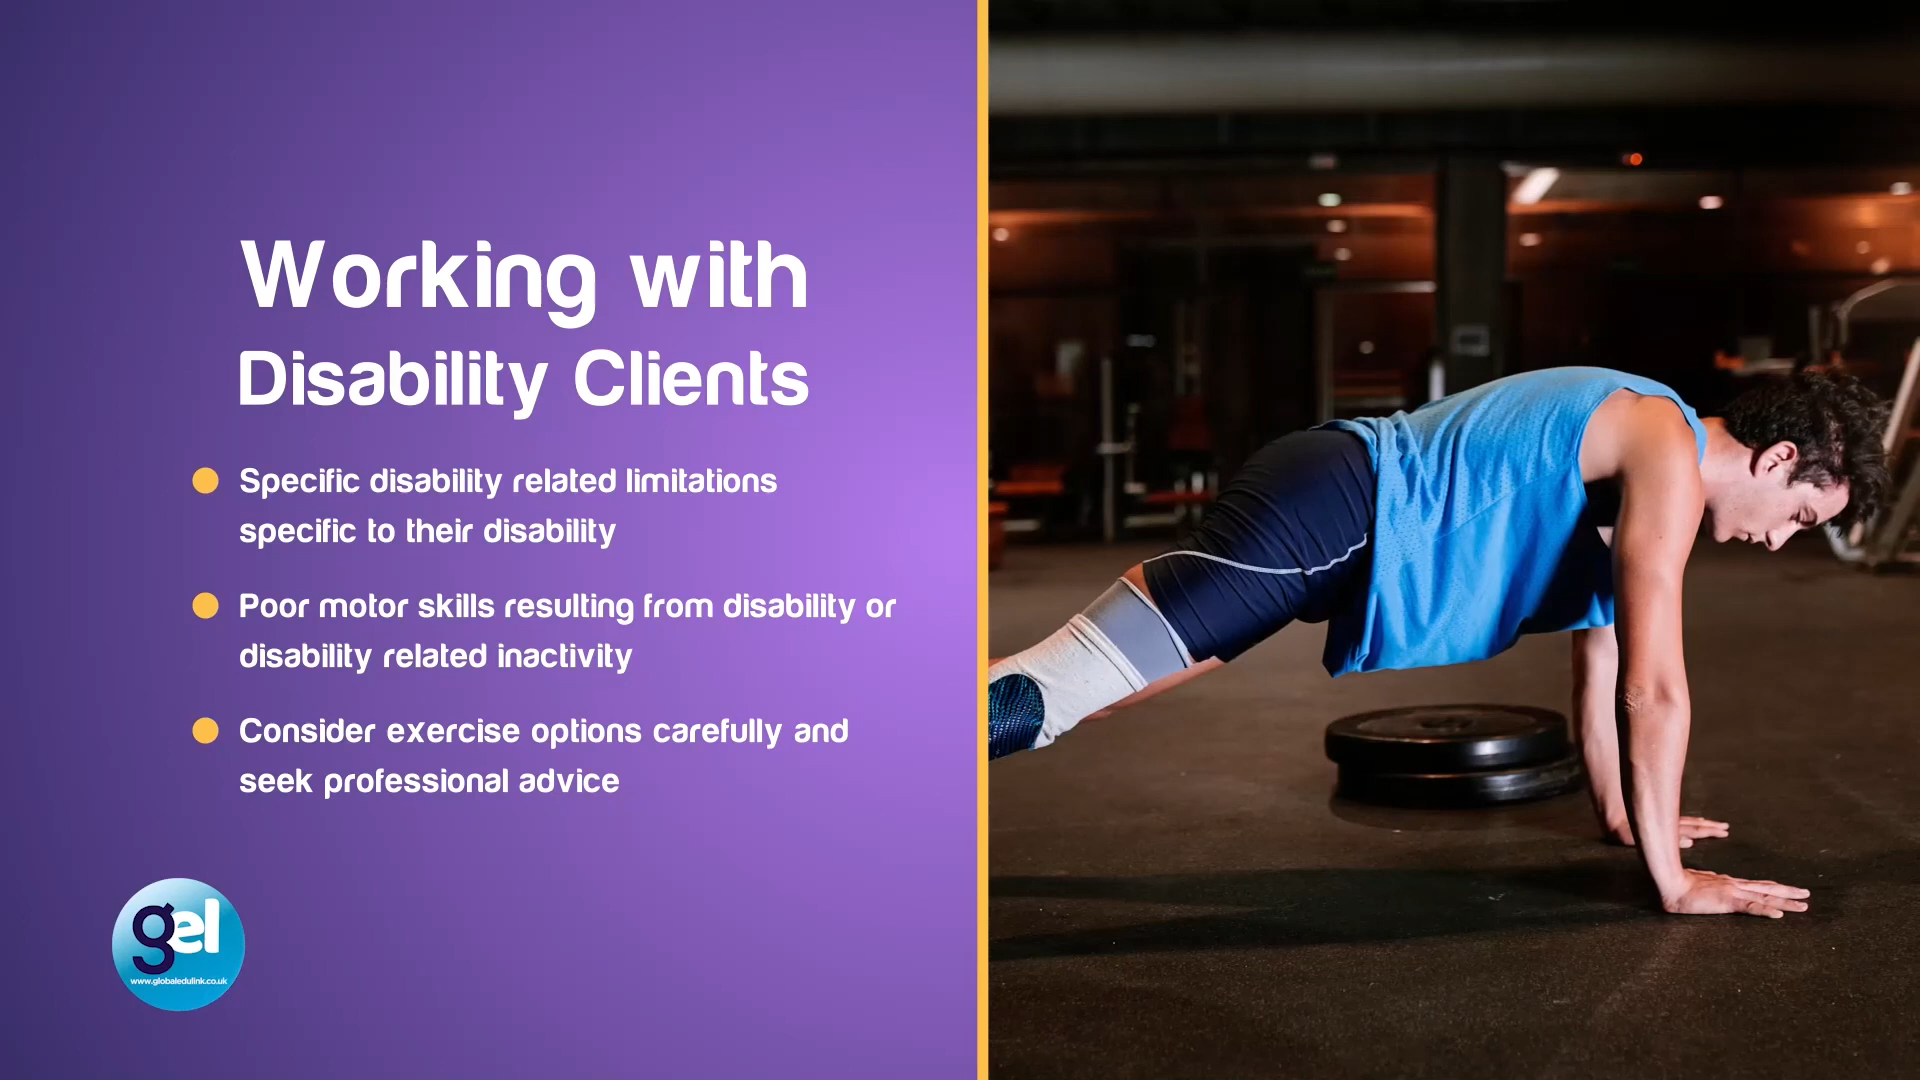 Working with
Disability Clients
Specific disability related limitations
specific to their disability
Poor motor skills resulting from disability or
disability related inactivity
Consider exercise options carefully and
seek professional advice
gel
www.globaledulink.co.uk